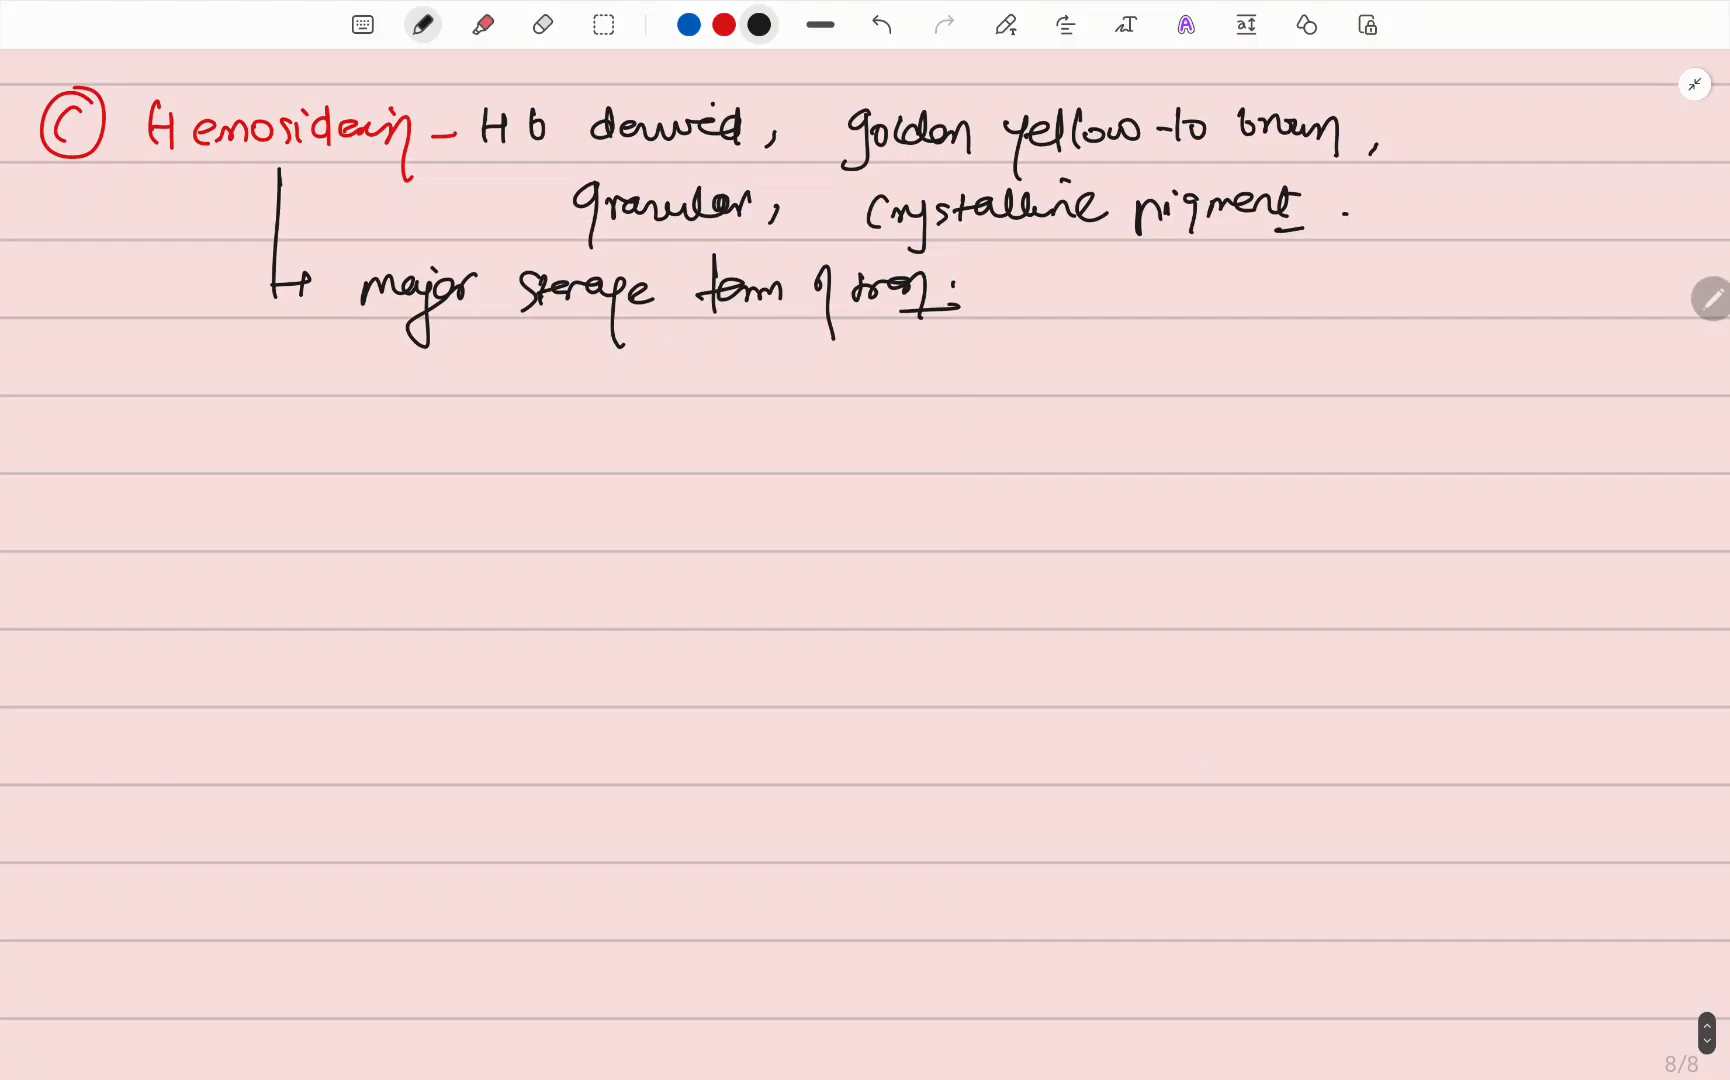 © Hemosiderin - Hb derived, golden yellow-to brown,
granular, crystalline pigment.
↳ major storage form of iron.
8/8